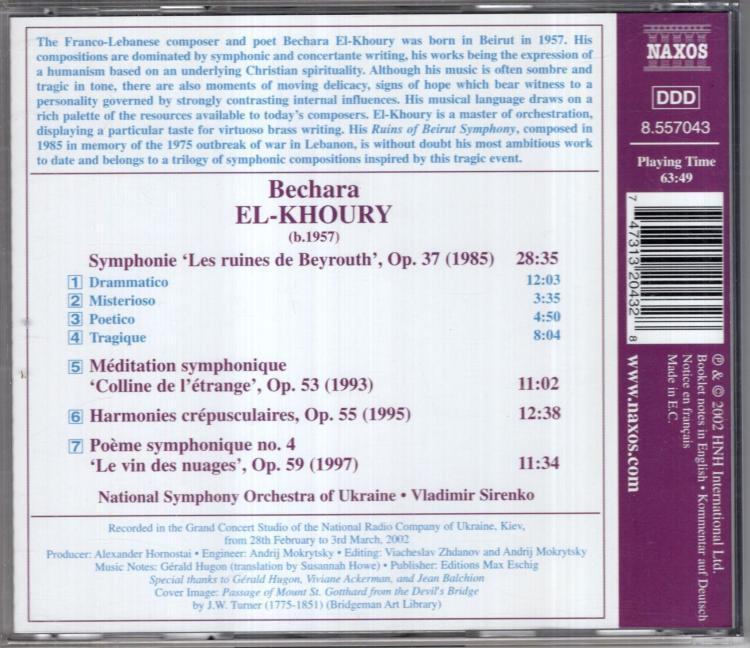 The Franco-Lebanese composer and poet Bechara El-Khoury was born in Beirut in 1957. His
compositions are dominated by symphonic and concertante writing, his works being the expression of
a humanism based on an underlying Christian spirituality. Although his music is often sombre and
tragic in tone, there are also moments of moving delicacy, signs of hope which bear witness to a
personality governed by strongly contrasting internal influences. His musical language draws on a
rich palette of the resources available to today's composers. El-Khoury is a master of orchestration,
displaying a particular taste for virtuoso brass writing. His Ruins of Beirut Symphony, composed in
1985 in memory of the 1975 outbreak of war in Lebanon, is without doubt his most ambitious work
to date and belongs to a trilogy of symphonic compositions inspired by this tragic event.
Bechara
EL-KHOURY
(b.1957)
Symphonie ‘Les ruines de Beyrouth’, Op. 37 (1985) 28:35
1 Drammatico 12:03
2 Misterioso 3:35
3 Poetico 4:50
4 Tragique 8:04
5 Méditation symphonique
‘Colline de l’étrange’, Op. 53 (1993) 11:02
6 Harmonies crépusculaires, Op. 55 (1995) 12:38
7 Poème symphonique no. 4
‘Le vin des nuages’, Op. 59 (1997) 11:34
National Symphony Orchestra of Ukraine • Vladimir Sirenko
Recorded in the Grand Concert Studio of the National Radio Company of Ukraine, Kiev,
from 28th February to 3rd March, 2002
Producer: Alexander Hornostai • Engineer: Andrij Mokrytsky • Editing: Viacheslav Zhdanov and Andrij Mokrytsky
Music Notes: Gérald Hugon (translation by Susannah Howe) • Publisher: Editions Max Eschig
Special thanks to Gérald Hugon, Viviane Ackerman, and Jean Balchion
Cover Image: Passage of Mount St. Gotthard from the Devil's Bridge
by J.W. Turner (1775-1851) (Bridgeman Art Library)
NAXOS
DDD
8.557043
Playing Time
63:49
7 47313 20432 8
℗ & © 2002 HNH International Ltd.
Booklet notes in English • Kommentar auf Deutsch
Notice en français
Made in E.C.
www.naxos.com